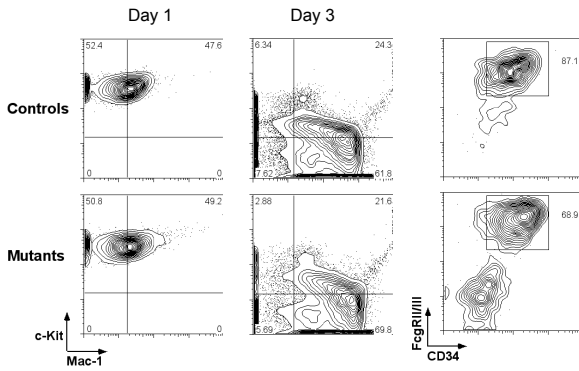 Day 1 Day 3
52.4 47.6 6.34 24.3
87.1
Controls
0 0 7.62 61.8
50.8 49.2 2.88 21.6
68.9
Mutants
0 0 5.69 69.8
c-Kit
Mac-1
FcgRII/III
CD34